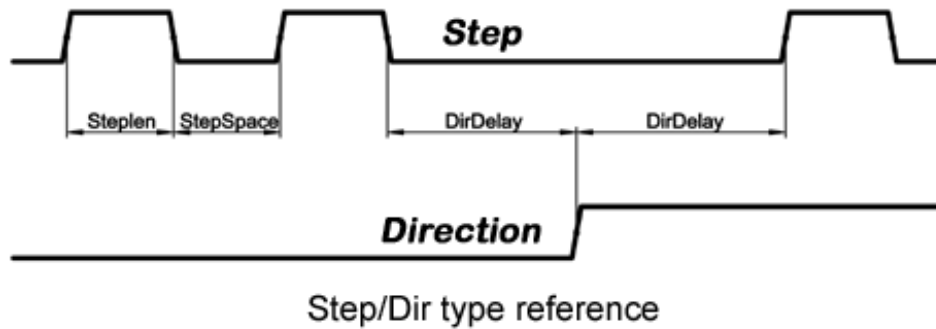 Step
Steplen StepSpace DirDelay DirDelay
Direction
Step/Dir type reference